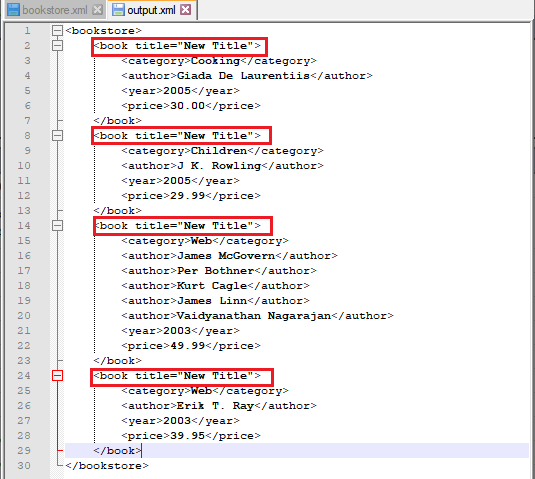 bookstore.xml output.xml
1 <bookstore>
2 <book title="New Title">
3 <category>Cooking</category>
4 <author>Giada De Laurentiis</author>
5 <year>2005</year>
6 <price>30.00</price>
7 </book>
8 <book title="New Title">
9 <category>Children</category>
10 <author>J K. Rowling</author>
11 <year>2005</year>
12 <price>29.99</price>
13 </book>
14 <book title="New Title">
15 <category>Web</category>
16 <author>James McGovern</author>
17 <author>Per Bothner</author>
18 <author>Kurt Cagle</author>
19 <author>James Linn</author>
20 <author>Vaidyanathan Nagarajan</author>
21 <year>2003</year>
22 <price>49.99</price>
23 </book>
24 <book title="New Title">
25 <category>Web</category>
26 <author>Erik T. Ray</author>
27 <year>2003</year>
28 <price>39.95</price>
29 </book>
30 </bookstore>